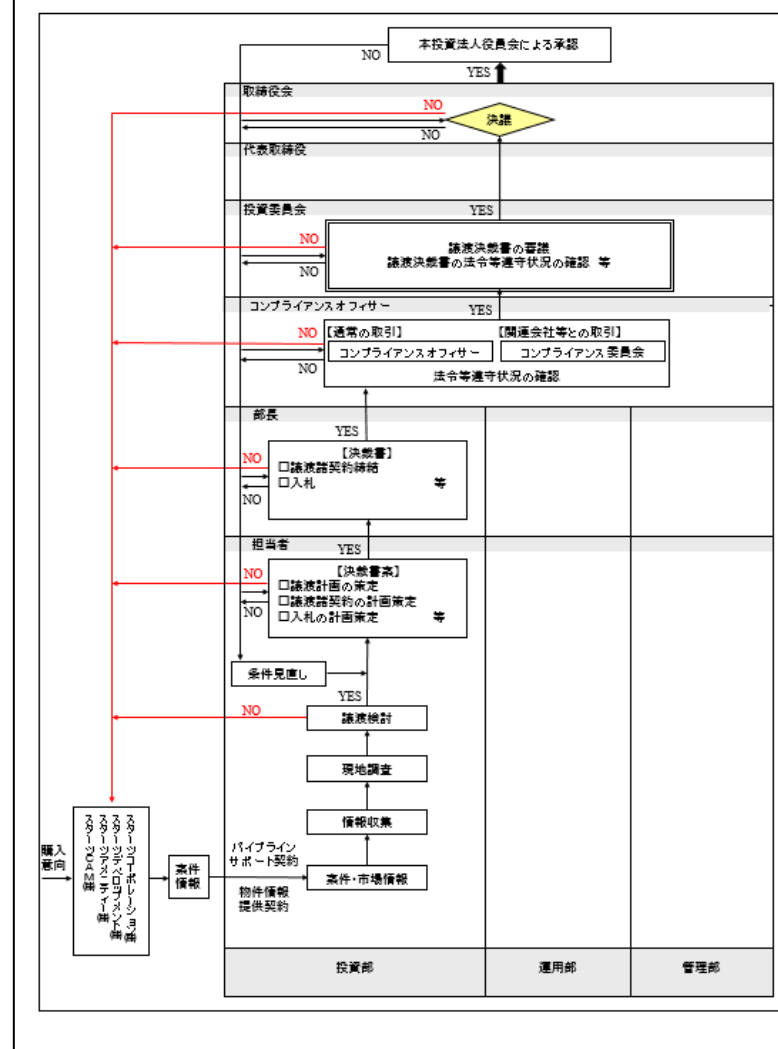 本投資法人役員会による承認
NO
YES
取締役会
NO
決議
NO
代表取締役
投資委員会
YES
NO
譲渡決裁書の審議
譲渡決裁書の法令等遵守状況の確認 等
NO
コンプライアンスオフィサー
YES
NO
【通常の取引】
【関連会社等との取引】
コンプライアンスオフィサー
コンプライアンス委員会
NO
法令等遵守状況の確認
部長
YES
NO
【決裁書】
□譲渡諸契約締結
□入札 等
NO
担当者
YES
NO
【決裁書案】
□譲渡計画の策定
□譲渡諸契約の計画策定
NO
□入札の計画策定 等
条件見直し
YES
NO
譲渡検討
現地調査
情報収集
購入
意向
スターツコーポレーション㈱
スターツデベロップメント㈱
スターツアメニティー㈱
スターツCAM㈱
案件
情報
パイプライン
サポート契約
物件情報
提供契約
案件・市場情報
投資部
運用部
管理部